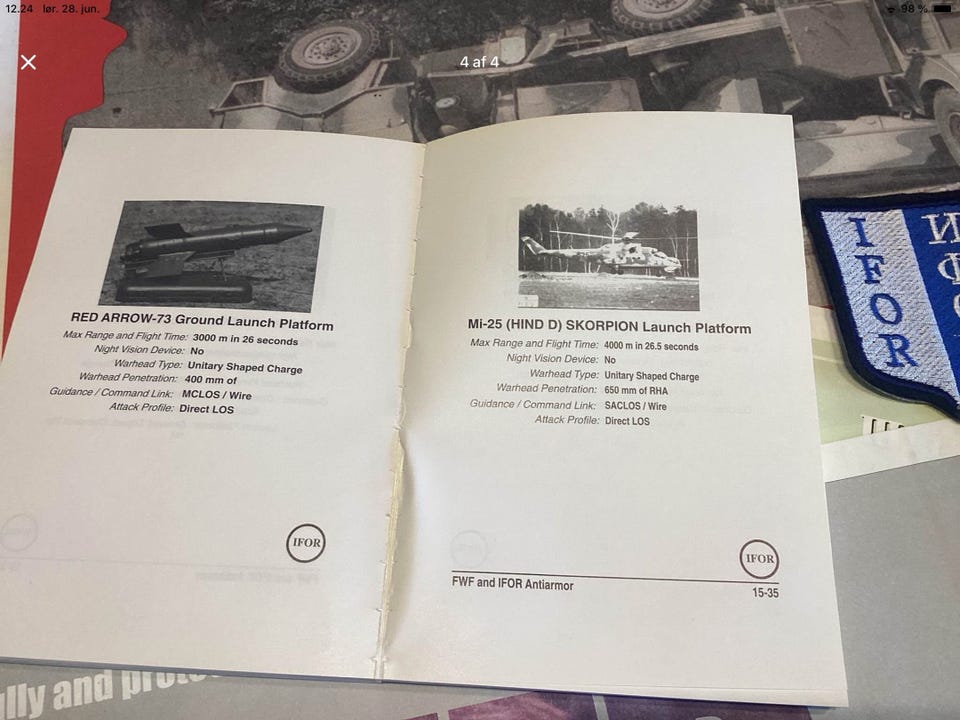 12.24 lør. 28. jun.
98 %
4 af 4
RED ARROW-73 Ground Launch Platform
Max Range and Flight Time: 3000 m in 26 seconds
Night Vision Device: No
Warhead Type: Unitary Shaped Charge
Warhead Penetration: 400 mm of
Guidance / Command Link: MCLOS / Wire
Attack Profile: Direct LOS
IFOR
Mi-25 (HIND D) SKORPION Launch Platform
Max Range and Flight Time: 4000 m in 26.5 seconds
Night Vision Device: No
Warhead Type: Unitary Shaped Charge
Warhead Penetration: 650 mm of RHA
Guidance / Command Link: SACLOS / Wire
Attack Profile: Direct LOS
IFOR
FWF and IFOR Antiarmor
15-35
IFOR
and